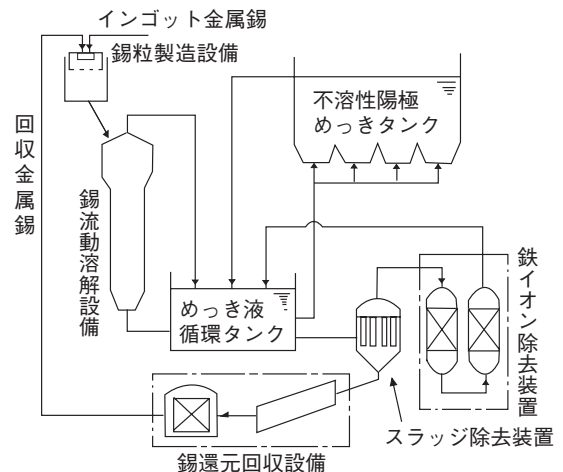 インゴット金属錫
錫粒製造設備
不溶性陽極
めっきタンク
回収金属錫
錫流動溶解設備
めっき液
循環タンク
鉄イオン除去装置
スラッジ除去装置
錫還元回収設備